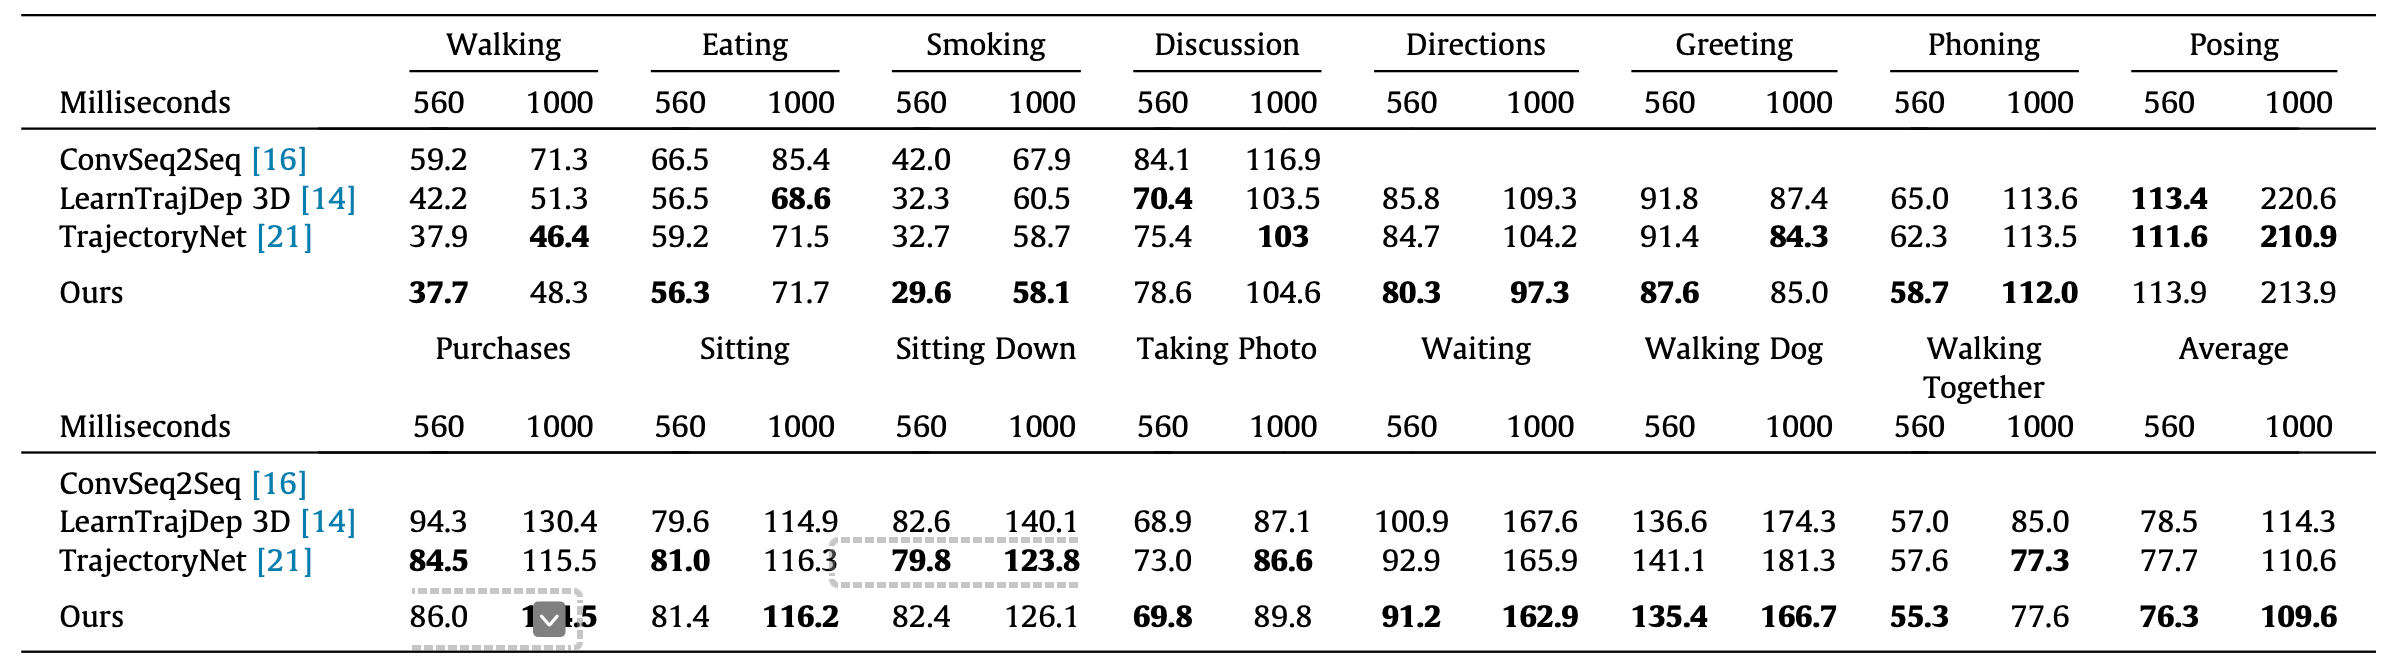 Walking Eating Smoking Discussion Directions Greeting Phoning Posing
Milliseconds 560 1000 560 1000 560 1000 560 1000 560 1000 560 1000 560 1000 560 1000
ConvSeq2Seq [16] 59.2 71.3 66.5 85.4 42.0 67.9 84.1 116.9
LearnTrajDep 3D [14] 42.2 51.3 56.5 68.6 32.3 60.5 70.4 103.5 85.8 109.3 91.8 87.4 65.0 113.6 113.4 220.6
TrajectoryNet [21] 37.9 46.4 59.2 71.5 32.7 58.7 75.4 103 84.7 104.2 91.4 84.3 62.3 113.5 111.6 210.9
Ours 37.7 48.3 56.3 71.7 29.6 58.1 78.6 104.6 80.3 97.3 87.6 85.0 58.7 112.0 113.9 213.9
Purchases Sitting Sitting Down Taking Photo Waiting Walking Dog Walking Together Average
Milliseconds 560 1000 560 1000 560 1000 560 1000 560 1000 560 1000 560 1000 560 1000
ConvSeq2Seq [16]
LearnTrajDep 3D [14] 94.3 130.4 79.6 114.9 82.6 140.1 68.9 87.1 100.9 167.6 136.6 174.3 57.0 85.0 78.5 114.3
TrajectoryNet [21] 84.5 115.5 81.0 116.3 79.8 123.8 73.0 86.6 92.9 165.9 141.1 181.3 57.6 77.3 77.7 110.6
Ours 86.0 81.4 116.2 82.4 126.1 69.8 89.8 91.2 162.9 135.4 166.7 55.3 77.6 76.3 109.6